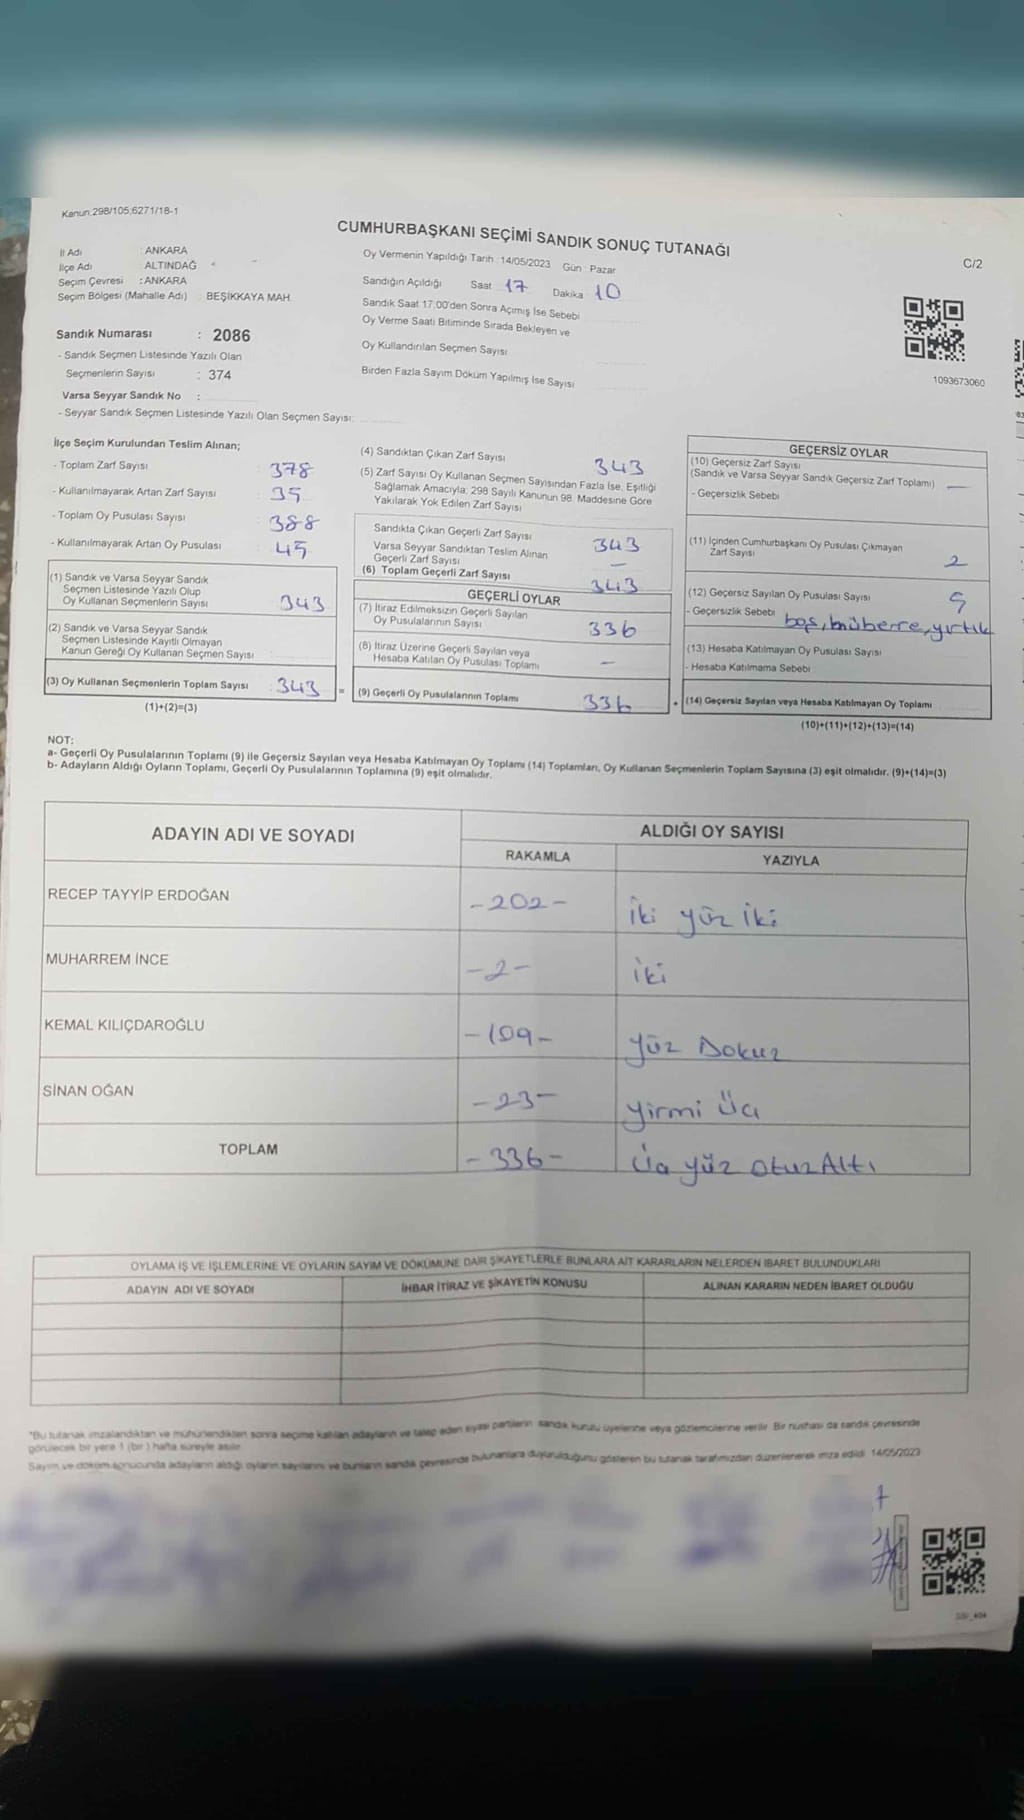 Kanun:298/105;6271/18-1
CUMHURBAŞKANI SEÇİMİ SANDIK SONUÇ TUTANAĞI
C/2
İl Adı : ANKARA
İlçe Adı : ALTINDAĞ
Seçim Çevresi : ANKARA
Seçim Bölgesi (Mahalle Adı) : BEŞİKKAYA MAH.
Sandık Numarası : 2086
- Sandık Seçmen Listesinde Yazılı Olan
Seçmenlerin Sayısı : 374
Varsa Seyyar Sandık No :
- Seyyar Sandık Seçmen Listesinde Yazılı Olan Seçmen Sayısı:
Oy Vermenin Yapıldığı Tarih : 14/05/2023 Gün : Pazar
Sandığın Açıldığı Saat 17 Dakika 10
Sandık Saat 17:00'den Sonra Açımış İse Sebebi
Oy Verme Saati Bitiminde Sırada Bekleyen ve
Oy Kullandırılan Seçmen Sayısı
Birden Fazla Sayım Döküm Yapılmış İse Sayısı
1093673060
İlçe Seçim Kurulundan Teslim Alınan;
- Toplam Zarf Sayısı : 378
- Kullanılmayarak Artan Zarf Sayısı : 35
- Toplam Oy Pusulası Sayısı : 388
- Kullanılmayarak Artan Oy Pusulası : 45
(1) Sandık ve Varsa Seyyar Sandık
Seçmen Listesinde Yazılı Olup
Oy Kullanan Seçmenlerin Sayısı : 343
(2) Sandık ve Varsa Seyyar Sandık
Seçmen Listesinde Kayıtlı Olmayan
Kanun Gereği Oy Kullanan Seçmen Sayısı :
(3) Oy Kullanan Seçmenlerin Toplam Sayısı : 343 =
(1)+(2)=(3)
(4) Sandıktan Çıkan Zarf Sayısı 343
(5) Zarf Sayısı Oy Kullanan Seçmen Sayısından Fazla İse, Eşitliği
Sağlamak Amacıyla; 298 Sayılı Kanunun 98. Maddesine Göre
Yakılarak Yok Edilen Zarf Sayısı
Sandıkta Çıkan Geçerli Zarf Sayısı 343
Varsa Seyyar Sandıktan Teslim Alınan
Geçerli Zarf Sayısı —
(6) Toplam Geçerli Zarf Sayısı 343
GEÇERLİ OYLAR
(7) İtiraz Edilmeksizin Geçerli Sayılan
Oy Pusulalarının Sayısı 336
(8) İtiraz Üzerine Geçerli Sayılan veya
Hesaba Katılan Oy Pusulası Toplamı —
(9) Geçerli Oy Pusulalarının Toplamı 336 +
GEÇERSİZ OYLAR
(10) Geçersiz Zarf Sayısı
(Sandık ve Varsa Seyyar Sandık Geçersiz Zarf Toplamı) —
- Geçersizlik Sebebi
(11) İçinden Cumhurbaşkanı Oy Pusulası Çıkmayan
Zarf Sayısı 2
(12) Geçersiz Sayılan Oy Pusulası Sayısı
- Geçersizlik Sebebi boş, müberre, yırtık
(13) Hesaba Katılmayan Oy Pusulası Sayısı
- Hesaba Katılmama Sebebi
(14) Geçersiz Sayılan veya Hesaba Katılmayan Oy Toplamı
(10)+(11)+(12)+(13)=(14)
NOT:
a- Geçerli Oy Pusulalarının Toplamı (9) ile Geçersiz Sayılan veya Hesaba Katılmayan Oy Toplamı (14) Toplamları, Oy Kullanan Seçmenlerin Toplam Sayısına (3) eşit olmalıdır. (9)+(14)=(3)
b- Adayların Aldığı Oyların Toplamı, Geçerli Oy Pusulalarının Toplamına (9) eşit olmalıdır.
ADAYIN ADI VE SOYADI ALDIĞI OY SAYISI
RAKAMLA YAZIYLA
RECEP TAYYİP ERDOĞAN -202- İki yüz iki
MUHARREM İNCE -2- İki
KEMAL KILIÇDAROĞLU -109- Yüz Dokuz
SİNAN OĞAN -23- Yirmi Üç
TOPLAM -336- Üç yüz otuz Altı
OYLAMA İŞ VE İŞLEMLERİNE VE OYLARIN SAYIM VE DÖKÜMÜNE DAİR ŞİKAYETLERLE BUNLARA AİT KARARLARIN NELERDEN İBARET BULUNDUKLARI
ADAYIN ADI VE SOYADI İHBAR İTİRAZ VE ŞİKAYETİN KONUSU ALINAN KARARIN NEDEN İBARET OLDUĞU
"Bu tutanak imzalandıktan ve mühürlendikten sonra seçime katılan adayların ve talep eden siyasi partilerin sandık kurulu üyelerine veya gözlemcilerine verilir. Bir nüshası da sandık çevresinde
görülecek bir yere 1 (bir) hafta süreyle asılır.
Sayım ve döküm sonucunda adayların aldığı oyların sayılarını ve bunların sandık çevresinde bulunanlara duyurulduğunu gösteren bu tutanak tarafımızdan düzenlenerek imza edildi. 14/05/2023